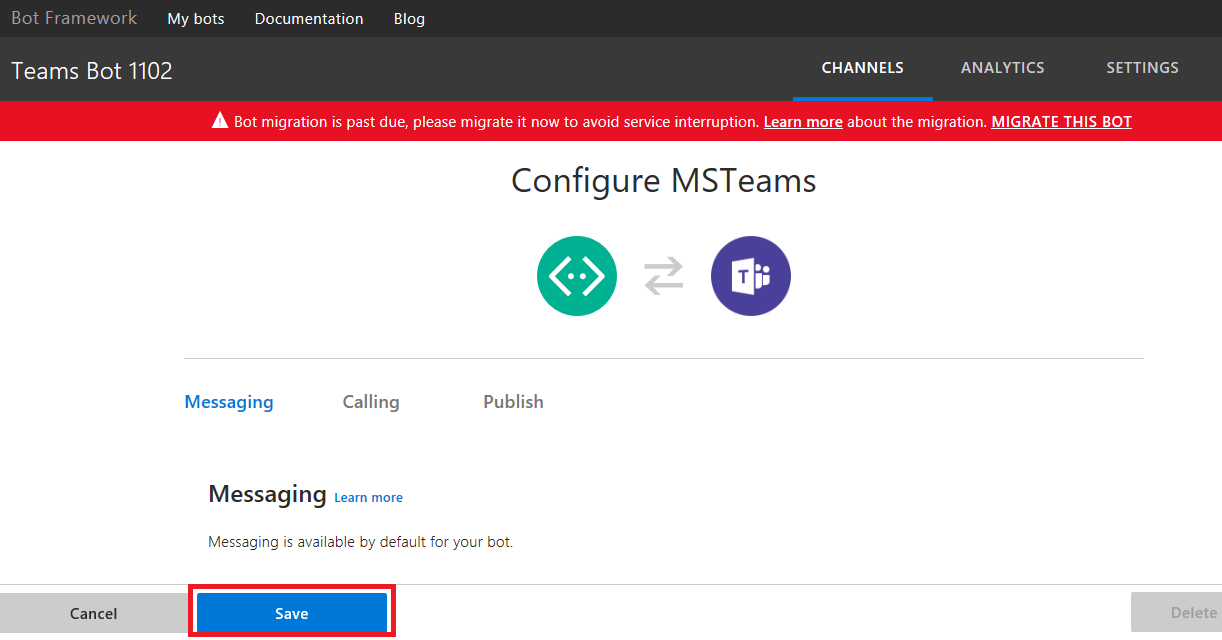 Bot Framework My bots Documentation Blog
Teams Bot 1102 CHANNELS ANALYTICS SETTINGS
Bot migration is past due, please migrate it now to avoid service interruption. Learn more about the migration. MIGRATE THIS BOT
Configure MSTeams
T
Messaging Calling Publish
Messaging Learn more
Messaging is available by default for your bot.
Cancel Save Delete